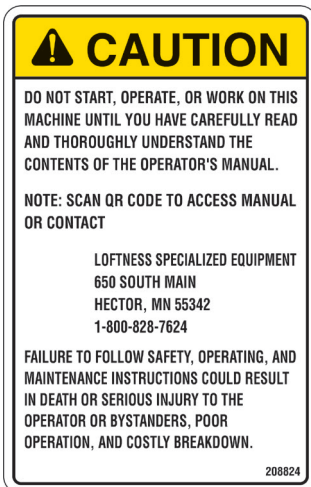 CAUTION
DO NOT START, OPERATE, OR WORK ON THIS
MACHINE UNTIL YOU HAVE CAREFULLY READ
AND THOROUGHLY UNDERSTAND THE
CONTENTS OF THE OPERATOR'S MANUAL.
NOTE: SCAN QR CODE TO ACCESS MANUAL
OR CONTACT
LOFTNESS SPECIALIZED EQUIPMENT
650 SOUTH MAIN
HECTOR, MN 55342
1-800-828-7624
FAILURE TO FOLLOW SAFETY, OPERATING, AND
MAINTENANCE INSTRUCTIONS COULD RESULT
IN DEATH OR SERIOUS INJURY TO THE
OPERATOR OR BYSTANDERS, POOR
OPERATION, AND COSTLY BREAKDOWN.
208824